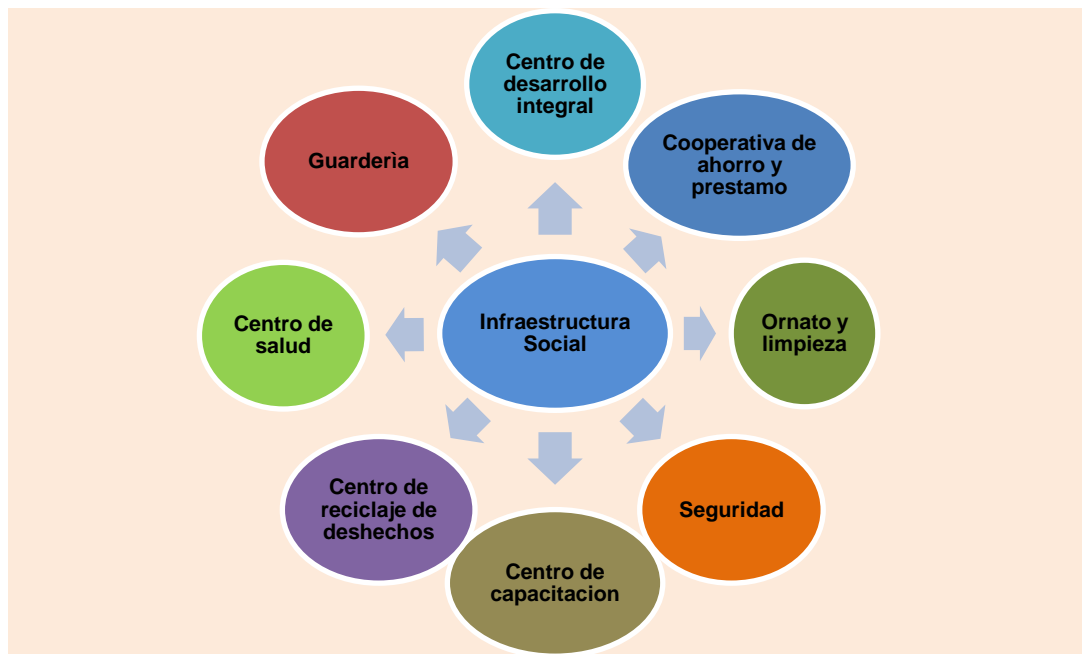 Centro de
desarrollo
integral
Cooperativa de
ahorro y
prestamo
Guarderìa
Centro de
salud
Infraestructura
Social
Ornato y
limpieza
Centro de
reciclaje de
deshechos
Seguridad
Centro de
capacitacion